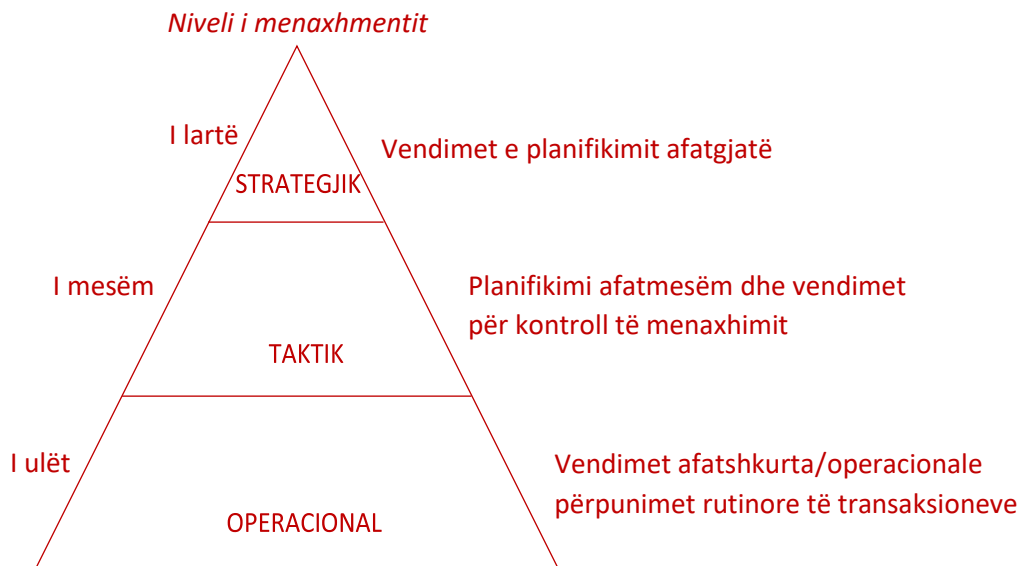 Niveli i menaxhmentit
I lartë
Vendimet e planifikimit afatgjatë
STRATEGJIK
I mesëm
Planifikimi afatmesëm dhe vendimet
për kontroll të menaxhimit
TAKTIK
I ulët
Vendimet afatshkurta/operacionale
përpunimet rutinore të transaksioneve
OPERACIONAL